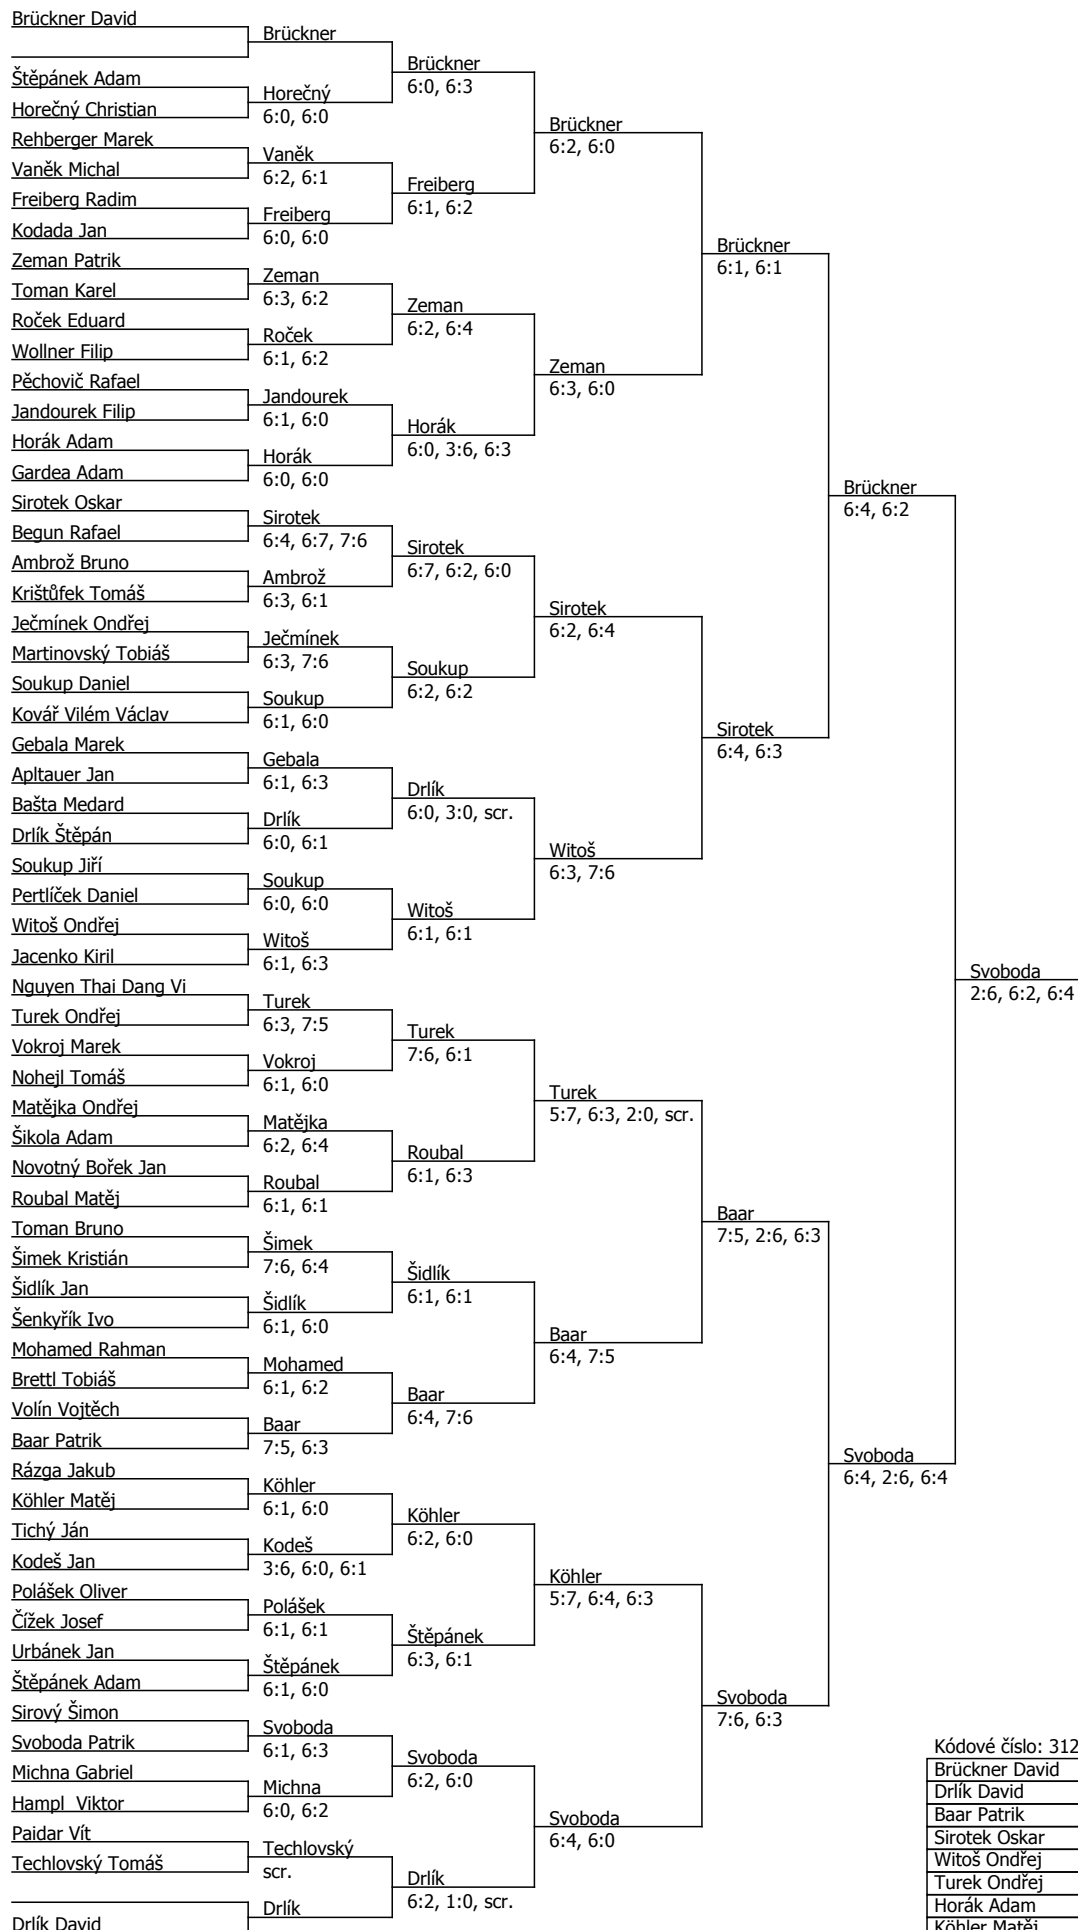 Brückner David
Štěpánek Adam
Horečný Christian
Rehberger Marek
Vaněk Michal
Freiberg Radim
Kodada Jan
Zeman Patrik
Toman Karel
Roček Eduard
Wollner Filip
Pěchovič Rafael
Jandourek Filip
Horák Adam
Gardea Adam
Sirotek Oskar
Begun Rafael
Ambrož Bruno
Krištůfek Tomáš
Ječmínek Ondřej
Martinovský Tobiáš
Soukup Daniel
Kovář Vilém Václav
Gebala Marek
Apltauer Jan
Bašta Medard
Drlík Štěpán
Soukup Jiří
Pertlíček Daniel
Witoš Ondřej
Jacenko Kiril
Nguyen Thai Dang Vi
Turek Ondřej
Vokroj Marek
Nohejl Tomáš
Matějka Ondřej
Šikola Adam
Novotný Bořek Jan
Roubal Matěj
Toman Bruno
Šimek Kristián
Šidlík Jan
Šenkyřík Ivo
Mohamed Rahman
Brettl Tobiáš
Volín Vojtěch
Baar Patrik
Rázga Jakub
Köhler Matěj
Tichý Ján
Kodeš Jan
Polášek Oliver
Čížek Josef
Urbánek Jan
Štěpánek Adam
Sirový Šimon
Svoboda Patrik
Michna Gabriel
Hampl  Viktor
Paidar Vít
Techlovský Tomáš
Drlík David
Brückner
Horečný
6:0, 6:0
Vaněk
6:2, 6:1
Freiberg
6:0, 6:0
Zeman
6:3, 6:2
Roček
6:1, 6:2
Jandourek
6:1, 6:0
Horák
6:0, 6:0
Sirotek
6:4, 6:7, 7:6
Ambrož
6:3, 6:1
Ječmínek
6:3, 7:6
Soukup
6:1, 6:0
Gebala
6:1, 6:3
Drlík
6:0, 6:1
Soukup
6:0, 6:0
Witoš
6:1, 6:3
Turek
6:3, 7:5
Vokroj
6:1, 6:0
Matějka
6:2, 6:4
Roubal
6:1, 6:1
Šimek
7:6, 6:4
Šidlík
6:1, 6:0
Mohamed
6:1, 6:2
Baar
7:5, 6:3
Köhler
6:1, 6:0
Kodeš
3:6, 6:0, 6:1
Polášek
6:1, 6:1
Štěpánek
6:1, 6:0
Svoboda
6:1, 6:3
Michna
6:0, 6:2
Techlovský
scr.
Drlík
Brückner
6:0, 6:3
Freiberg
6:1, 6:2
Zeman
6:2, 6:4
Horák
6:0, 3:6, 6:3
Sirotek
6:7, 6:2, 6:0
Soukup
6:2, 6:2
Drlík
6:0, 3:0, scr.
Witoš
6:1, 6:1
Turek
7:6, 6:1
Roubal
6:1, 6:3
Šidlík
6:1, 6:1
Baar
6:4, 7:6
Köhler
6:2, 6:0
Štěpánek
6:3, 6:1
Svoboda
6:2, 6:0
Drlík
6:2, 1:0, scr.
Brückner
6:2, 6:0
Zeman
6:3, 6:0
Sirotek
6:2, 6:4
Witoš
6:3, 7:6
Turek
5:7, 6:3, 2:0, scr.
Baar
6:4, 7:5
Köhler
5:7, 6:4, 6:3
Svoboda
6:4, 6:0
Brückner
6:1, 6:1
Sirotek
6:4, 6:3
Baar
7:5, 2:6, 6:3
Svoboda
7:6, 6:3
Brückner
6:4, 6:2
Svoboda
6:4, 2:6, 6:4
Svoboda
2:6, 6:2, 6:4
Kódové číslo: 312
Brückner David
Drlík David
Baar Patrik
Sirotek Oskar
Witoš Ondřej
Turek Ondřej
Horák Adam
Köhler Matěj